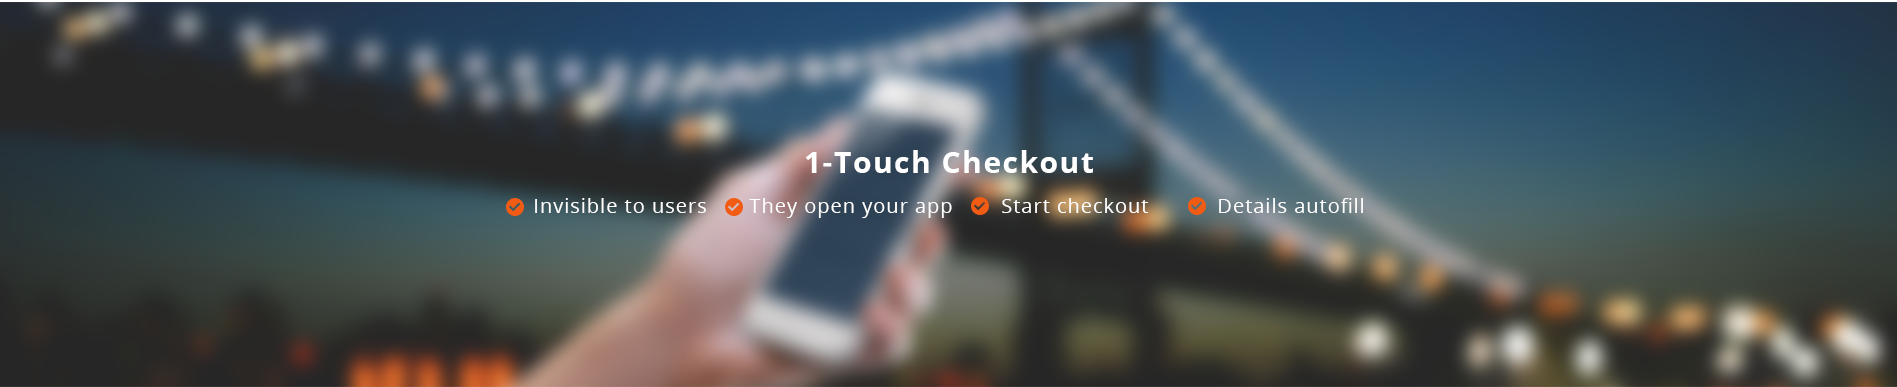 1-Touch Checkout
Invisible to users They open your app Start checkout Details autofill